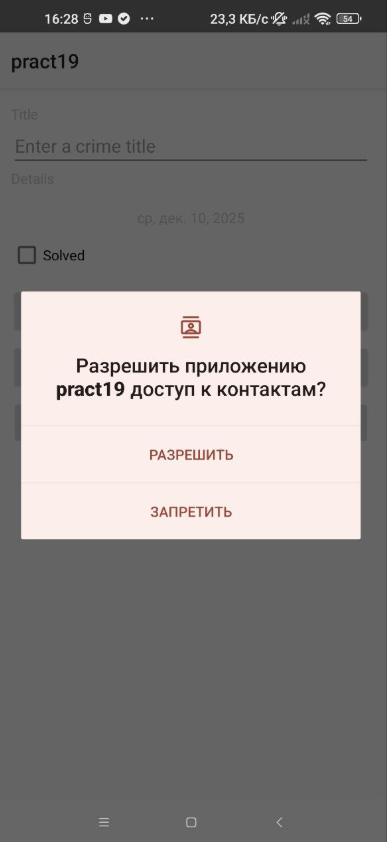 16:28 23,3 КБ/с 54
pract19
Title
Enter a crime title
Details
ср, дек. 10, 2025
Solved
Разрешить приложению
pract19 доступ к контактам?
РАЗРЕШИТЬ
ЗАПРЕТИТЬ